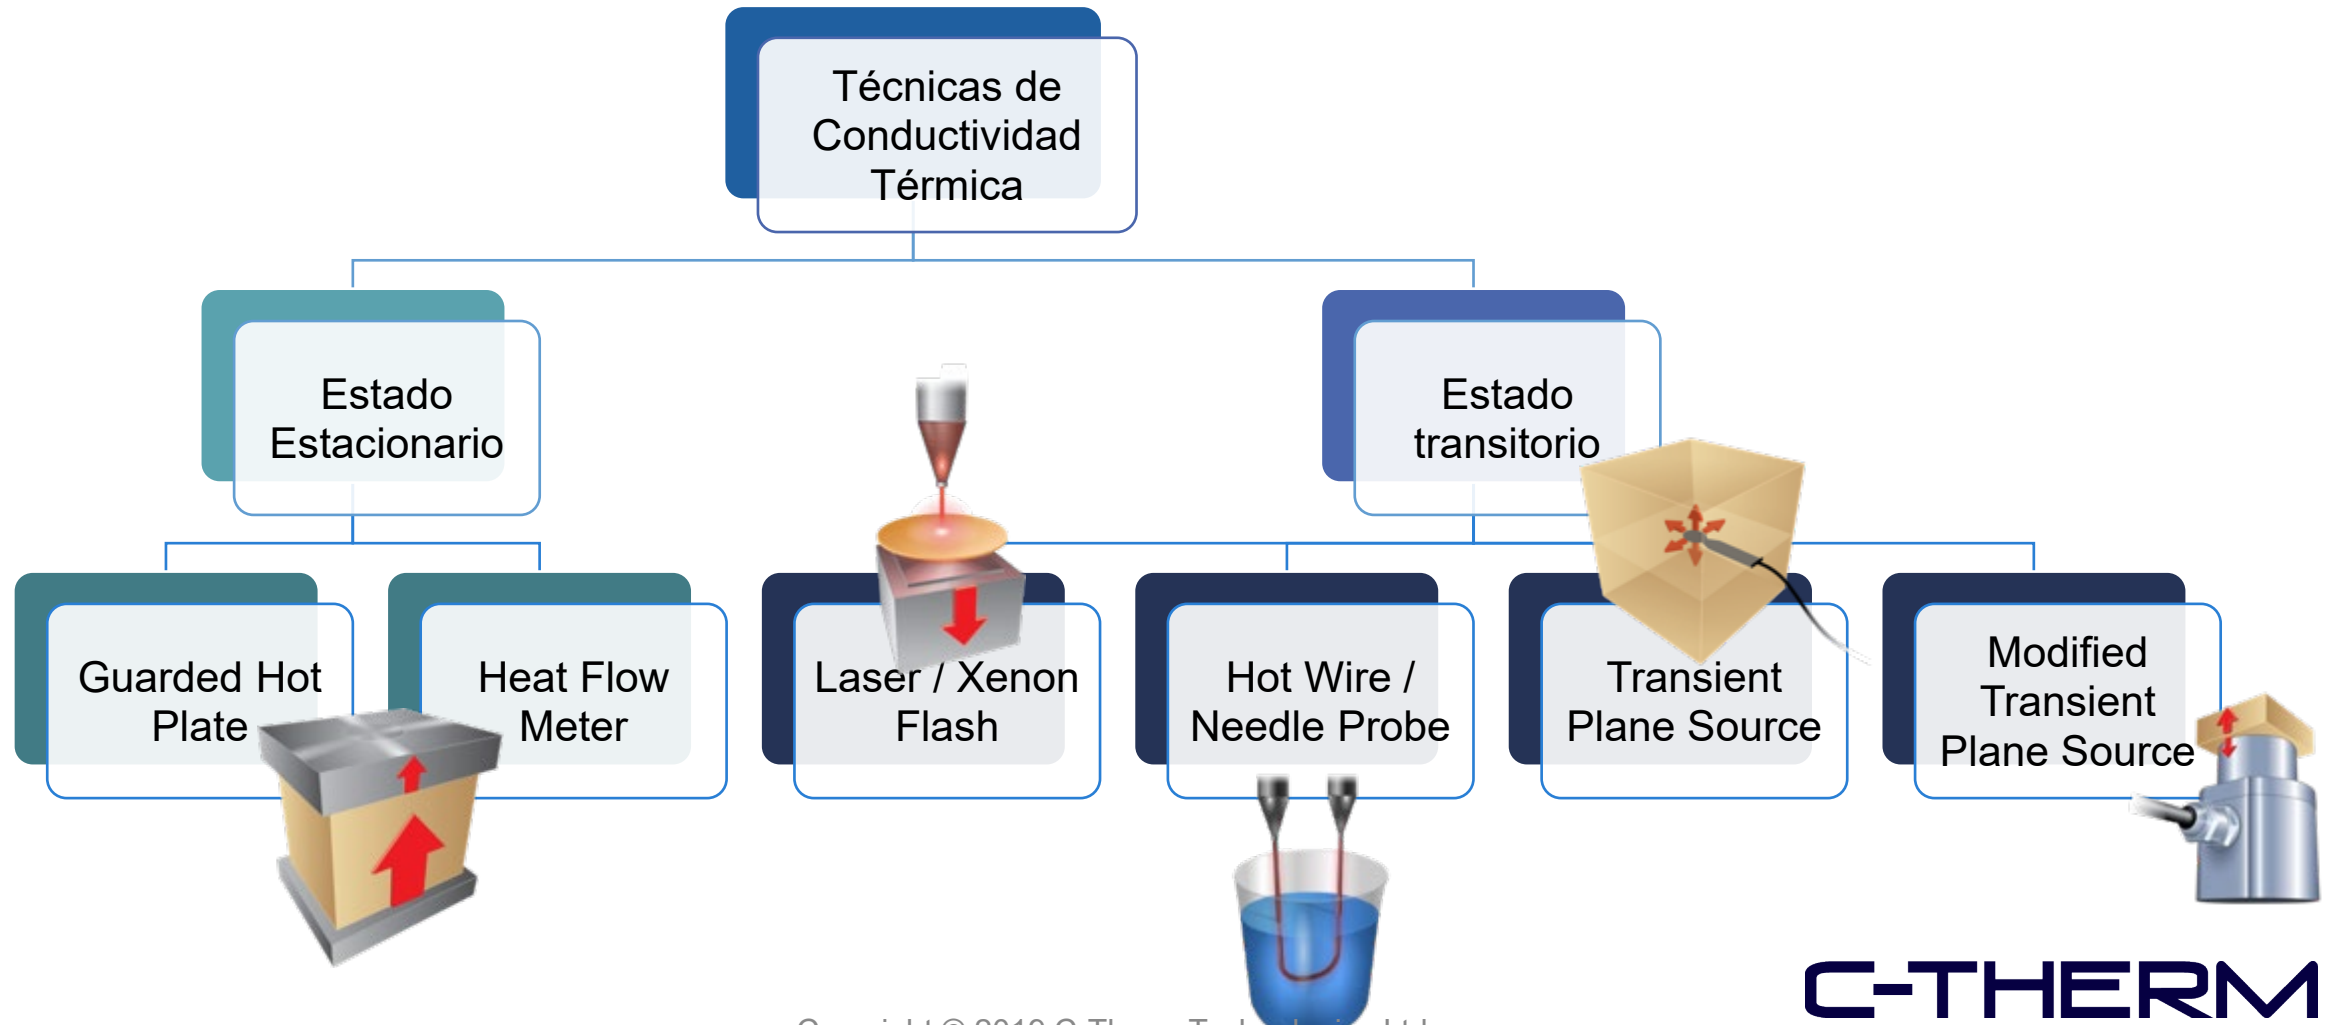 Técnicas de
Conductividad
Térmica
Estado
Estacionario
Estado
transitorio
Guarded Hot
Plate
Heat Flow
Meter
Laser / Xenon
Flash
Hot Wire /
Needle Probe
Transient
Plane Source
Modified
Transient
Plane Source
C-THERM